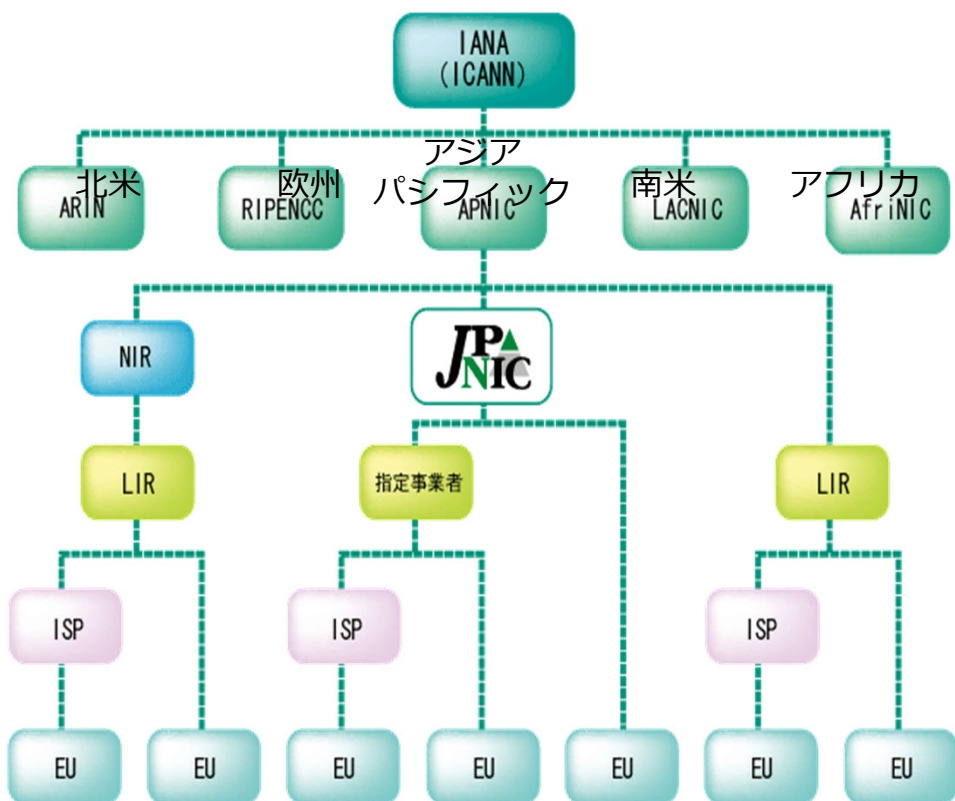 IANA
(ICANN)
北米
ARIN
欧州
RIPENCC
アジア
パシフィック
APNIC
南米
LACNIC
アフリカ
AfriNIC
NIR
JP
NIC
LIR
指定事業者
LIR
ISP
ISP
ISP
EU
EU
EU
EU
EU
EU
EU